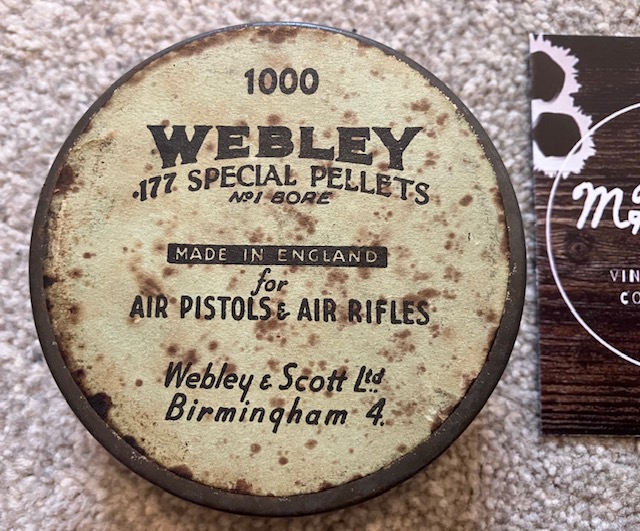 1000
WEBLEY
.177 SPECIAL PELLETS
Nº1 BORE
MADE IN ENGLAND
for
AIR PISTOLS & AIR RIFLES
Webley & Scott Ltd.
Birmingham 4.